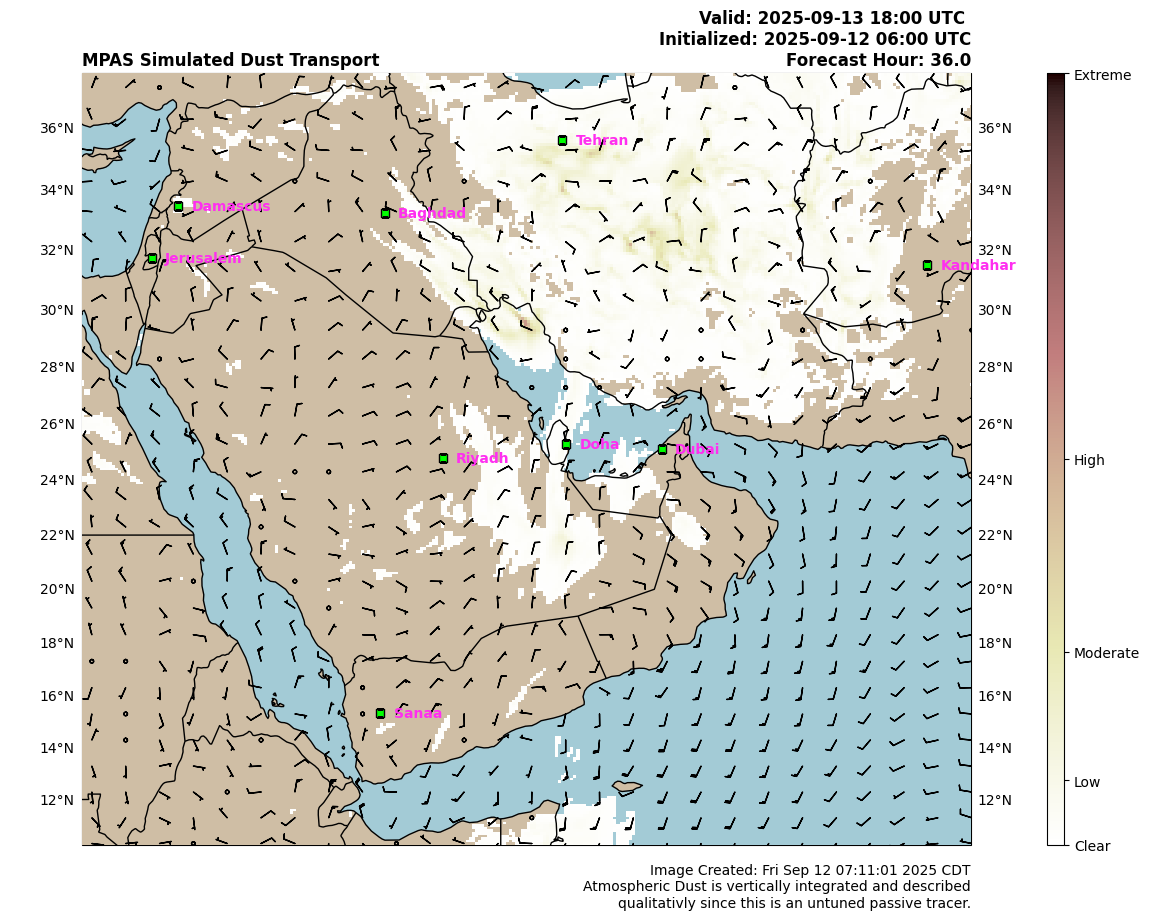 Valid: 2025-09-13 18:00 UTC
Initialized: 2025-09-12 06:00 UTC
MPAS Simulated Dust Transport Forecast Hour: 36.0
Extreme
36°N Tehran 36°N
34°N 34°N
Damascus Baghdad
32°N Jerusalem 32°N
Kandahar
30°N 30°N
28°N 28°N
26°N 26°N
Doha Dubai
Riyadh High
24°N 24°N
22°N 22°N
20°N 20°N
18°N 18°N
Moderate
16°N 16°N
Sanaa
14°N 14°N
Low
12°N 12°N
Clear
Image Created: Fri Sep 12 07:11:01 2025 CDT
Atmospheric Dust is vertically integrated and described
qualitativly since this is an untuned passive tracer.